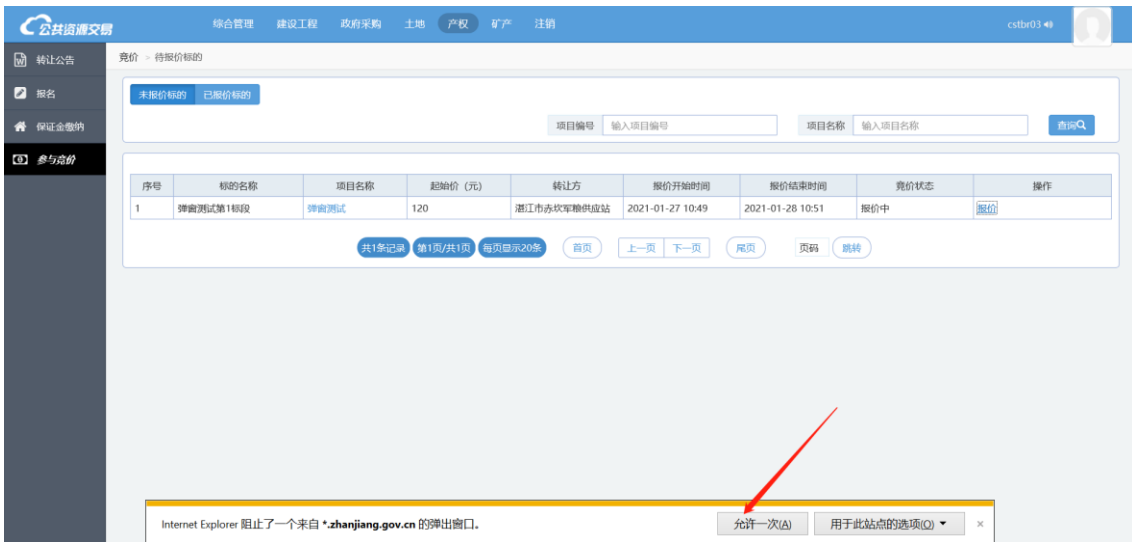 公共资源交易 综合管理 建设工程 政府采购 土地 产权 矿产 注销 cstbr03
转让公告
报名
保证金缴纳
参与竞价
竞价 » 待报价标的
未报价标的 已报价标的
项目编号 输入项目编号 项目名称 输入项目名称 查询
序号 标的名称 项目名称 起始价（元） 转让方 报价开始时间 报价结束时间 竞价状态 操作
1 弹窗测试第1标段 弹窗测试 120 湛江市赤坎军粮供应站 2021-01-27 10:49 2021-01-28 10:51 报价中 报价
共1条记录 第1页/共1页 每页显示20条 首页 上一页 下一页 尾页 页码 跳转
Internet Explorer 阻止了一个来自 *.zhanjiang.gov.cn 的弹出窗口。 允许一次(A) 用于此站点的选项(O) ×